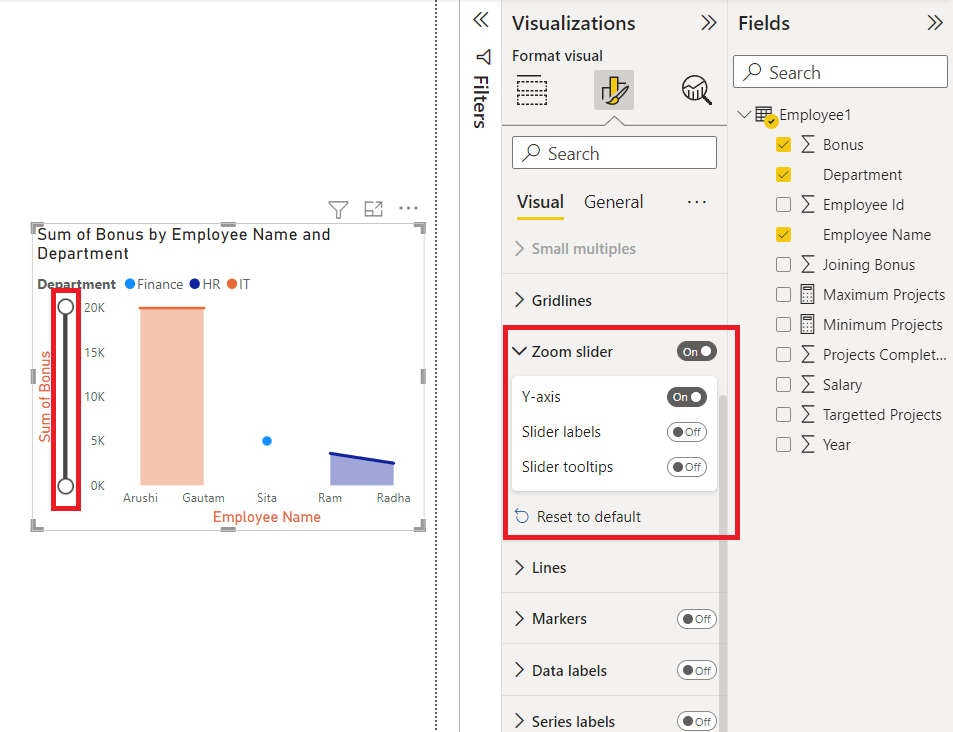 Sum of Bonus by Employee Name and
Department
Department Finance HR IT
Sum of Bonus
20K
15K
10K
5K
0K
Arushi Gautam Sita Ram Radha
Employee Name
Filters
Visualizations
Format visual
Search
Visual General ...
Small multiples
Gridlines
Zoom slider On
Y-axis On
Slider labels Off
Slider tooltips Off
Reset to default
Lines
Markers Off
Data labels Off
Series labels Off
Fields
Search
Employee1
Σ Bonus
Department
Σ Employee Id
Employee Name
Σ Joining Bonus
Maximum Projects
Minimum Projects
Σ Projects Complet...
Σ Salary
Σ Targetted Projects
Σ Year